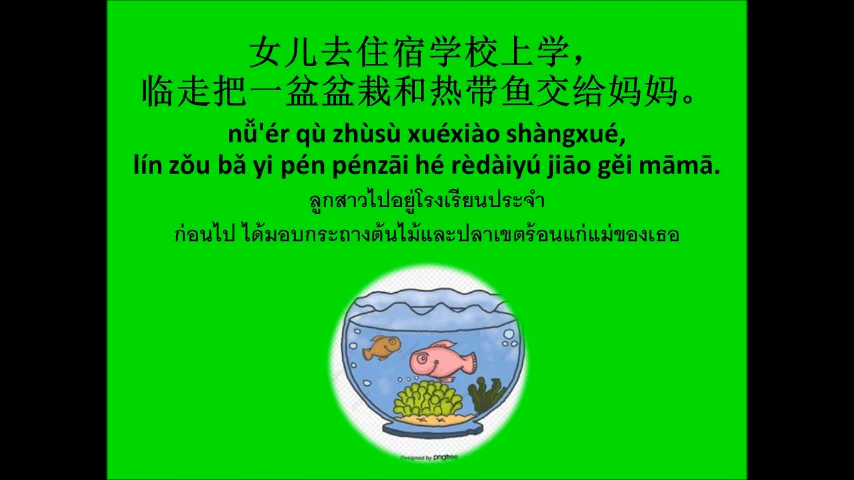 女儿去住宿学校上学，
临走把一盆盆栽和热带鱼交给妈妈。
nǚ'ér qù zhùsù xuéxiào shàngxué,
lín zǒu bǎ yi pén pénzāi hé rèdàiyú jiāo gěi māmā.
ลูกสาวไปอยู่โรงเรียนประจำ
ก่อนไป ได้มอบกระถางต้นไม้และปลาเขตร้อนแก่แม่ของเธอ
Designed by pngtree